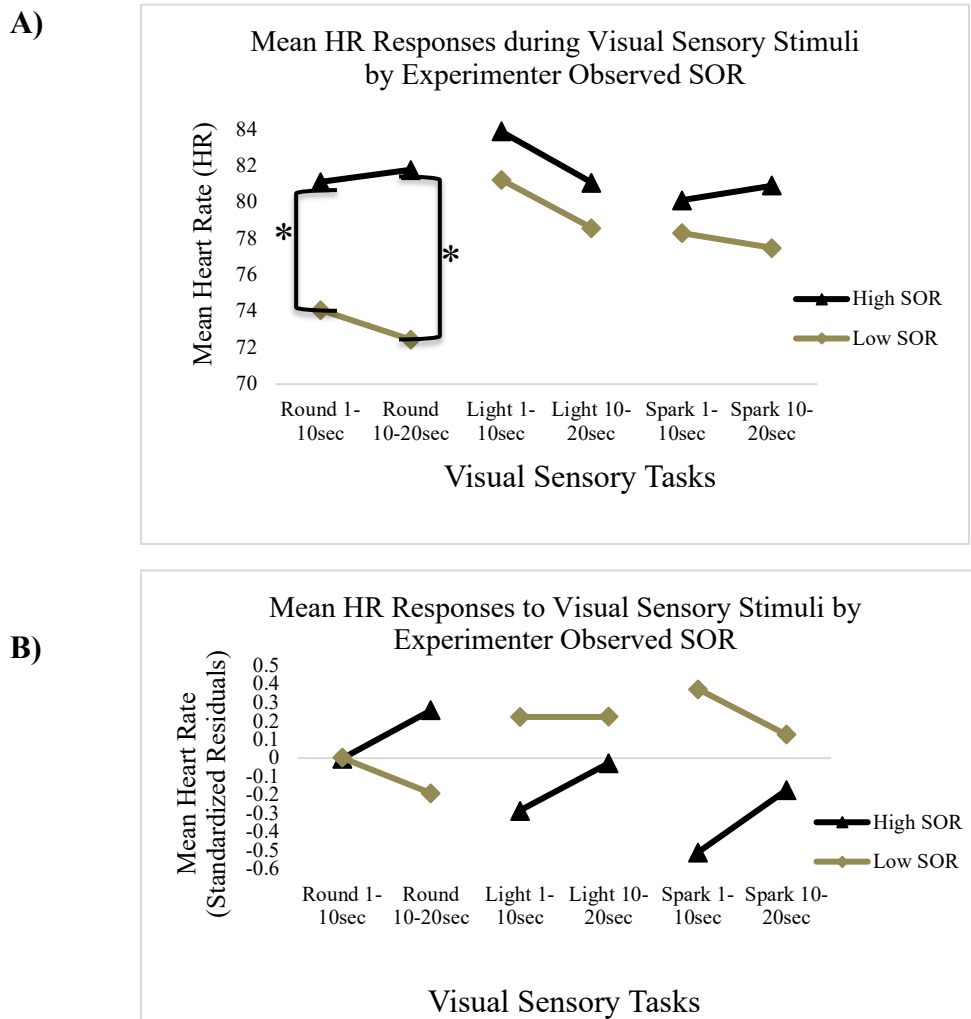 A)
Mean HR Responses during Visual Sensory Stimuli
by Experimenter Observed SOR
Mean Heart Rate (HR)
84
82
80
78
76
74
72
70
*
*
High SOR
Low SOR
Round 1-
10sec
Round
10-20sec
Light 1-
10sec
Light 10-
20sec
Spark 1-
10sec
Spark 10-
20sec
Visual Sensory Tasks
B)
Mean HR Responses to Visual Sensory Stimuli by
Experimenter Observed SOR
Mean Heart Rate
(Standardized Residuals)
0.5
0.4
0.3
0.2
0.1
0
-0.1
-0.2
-0.3
-0.4
-0.5
-0.6
High SOR
Low SOR
Round 1-
10sec
Round
10-20sec
Light 1-
10sec
Light 10-
20sec
Spark 1-
10sec
Spark 10-
20sec
Visual Sensory Tasks